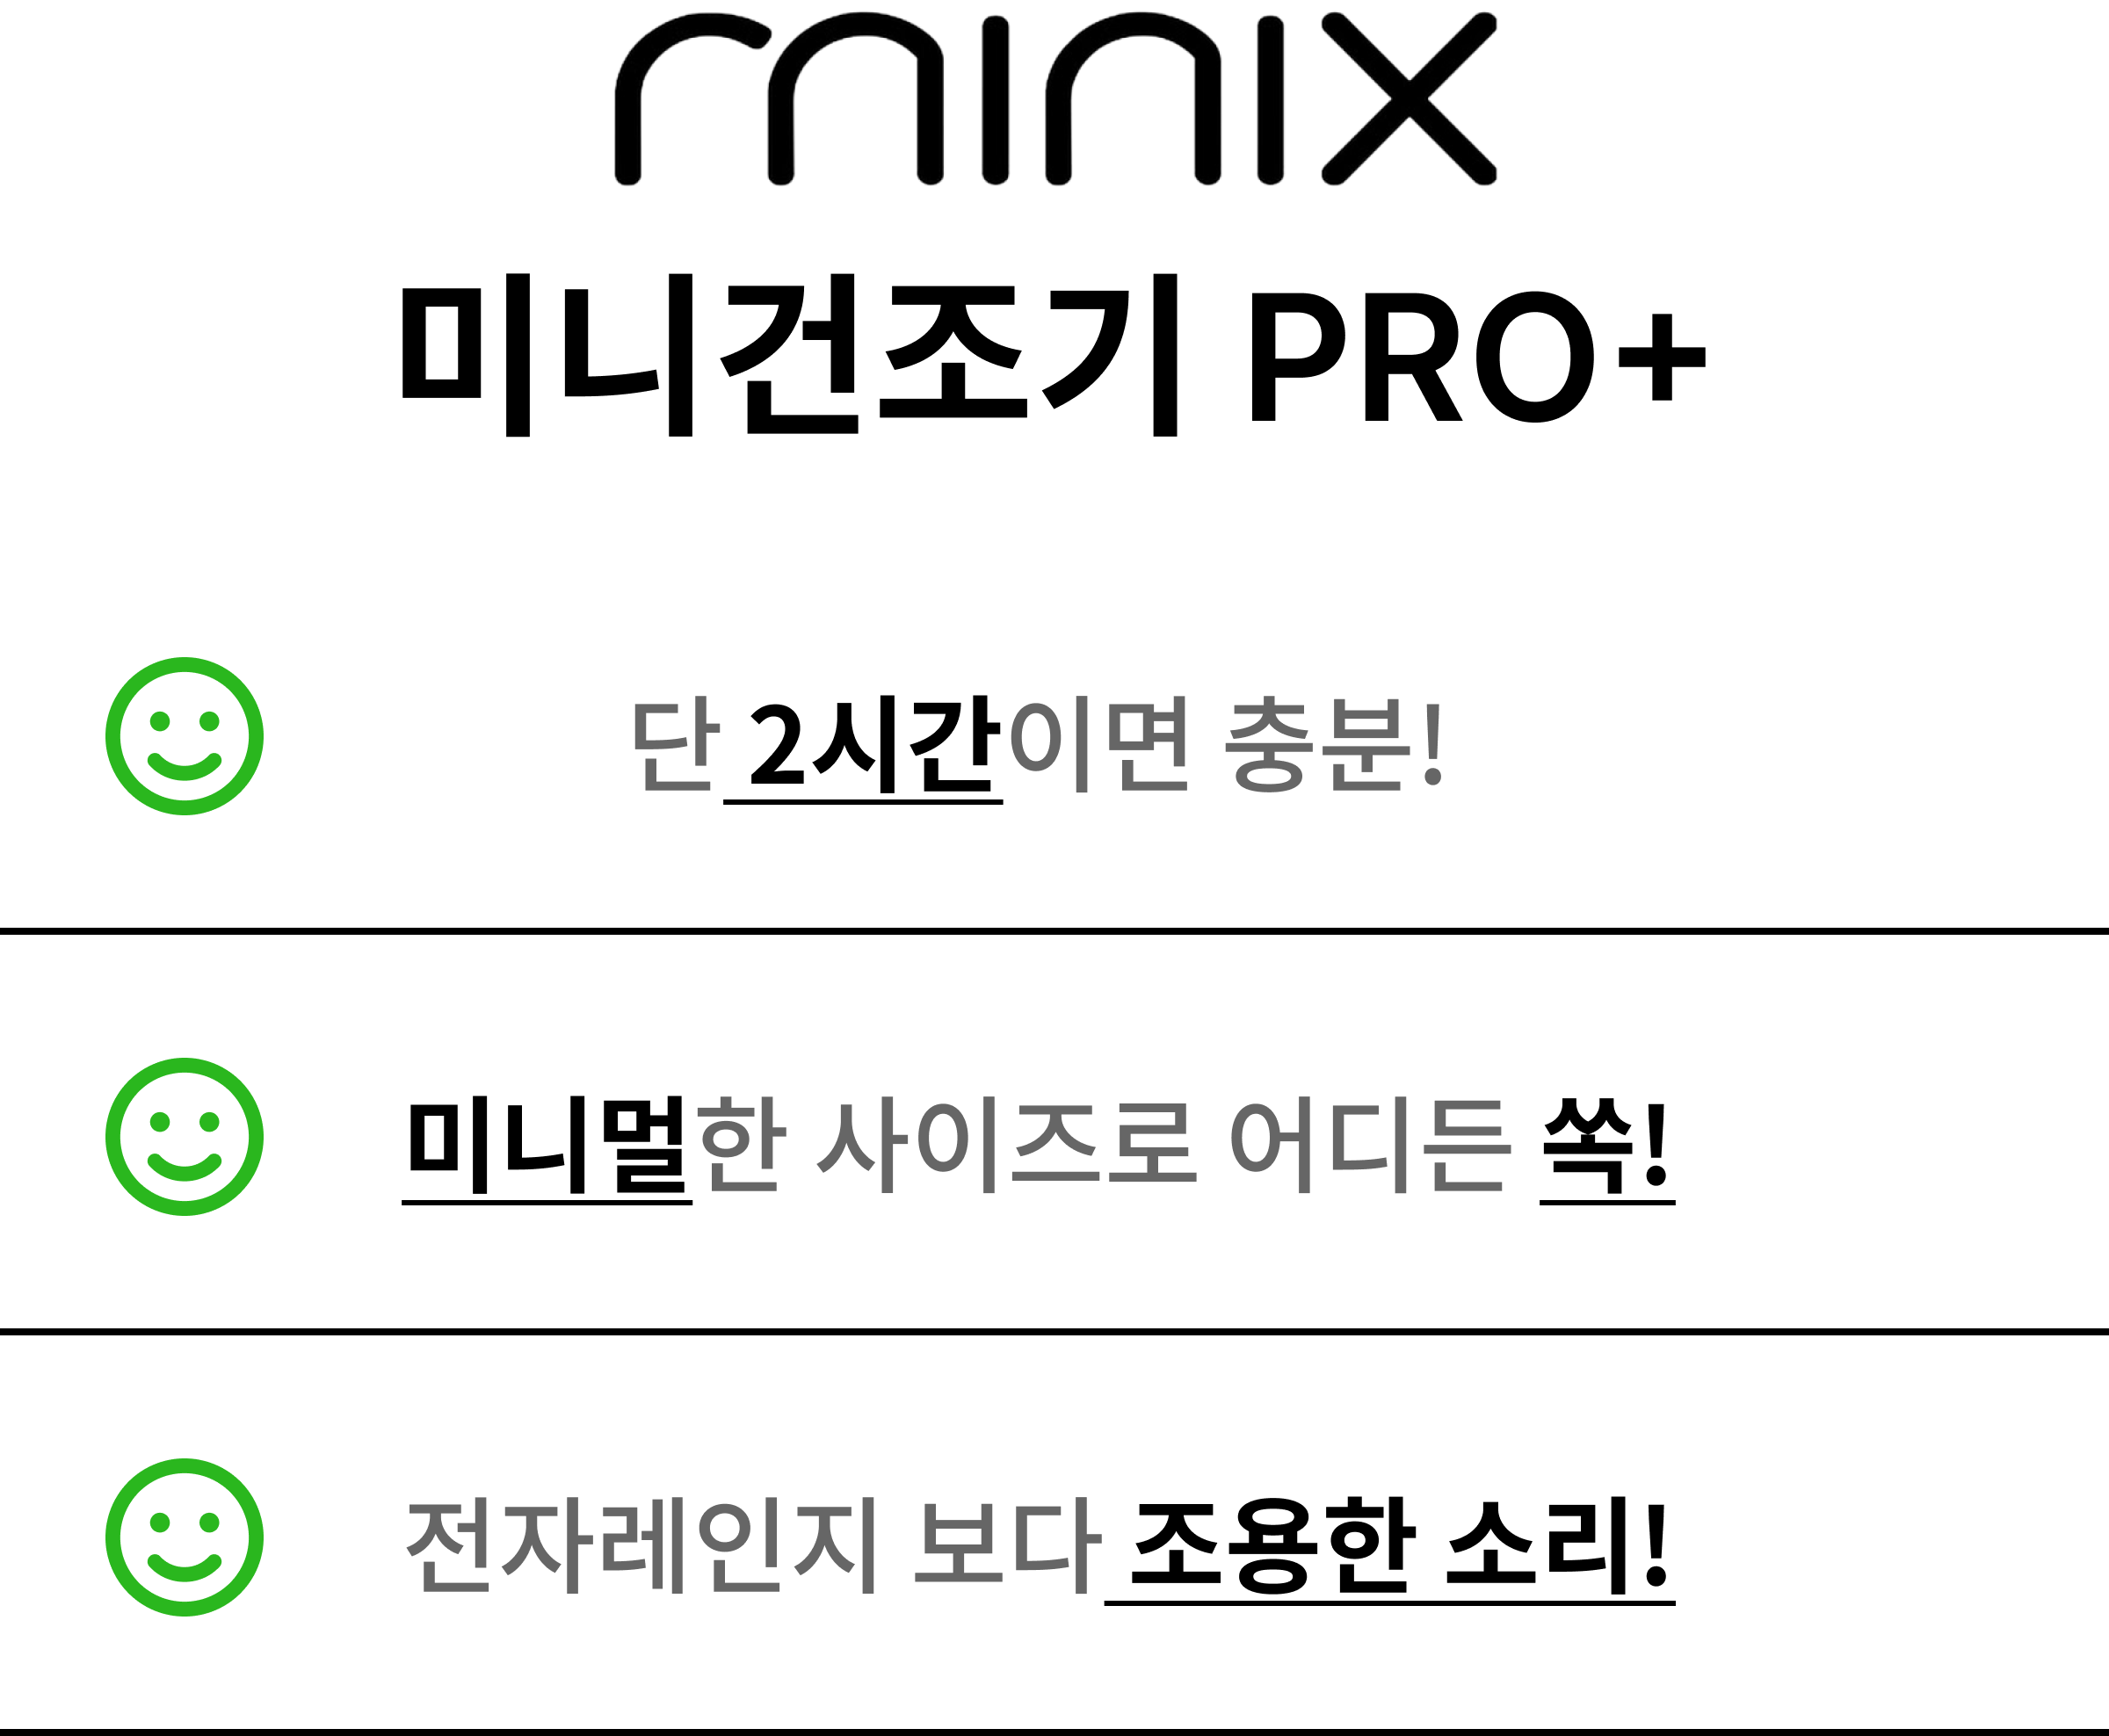 minix
미니건조기 PRO+
단 2시간이면 충분!
미니멀한 사이즈로 어디든 쏙!
전자레인지 보다 조용한 소리!